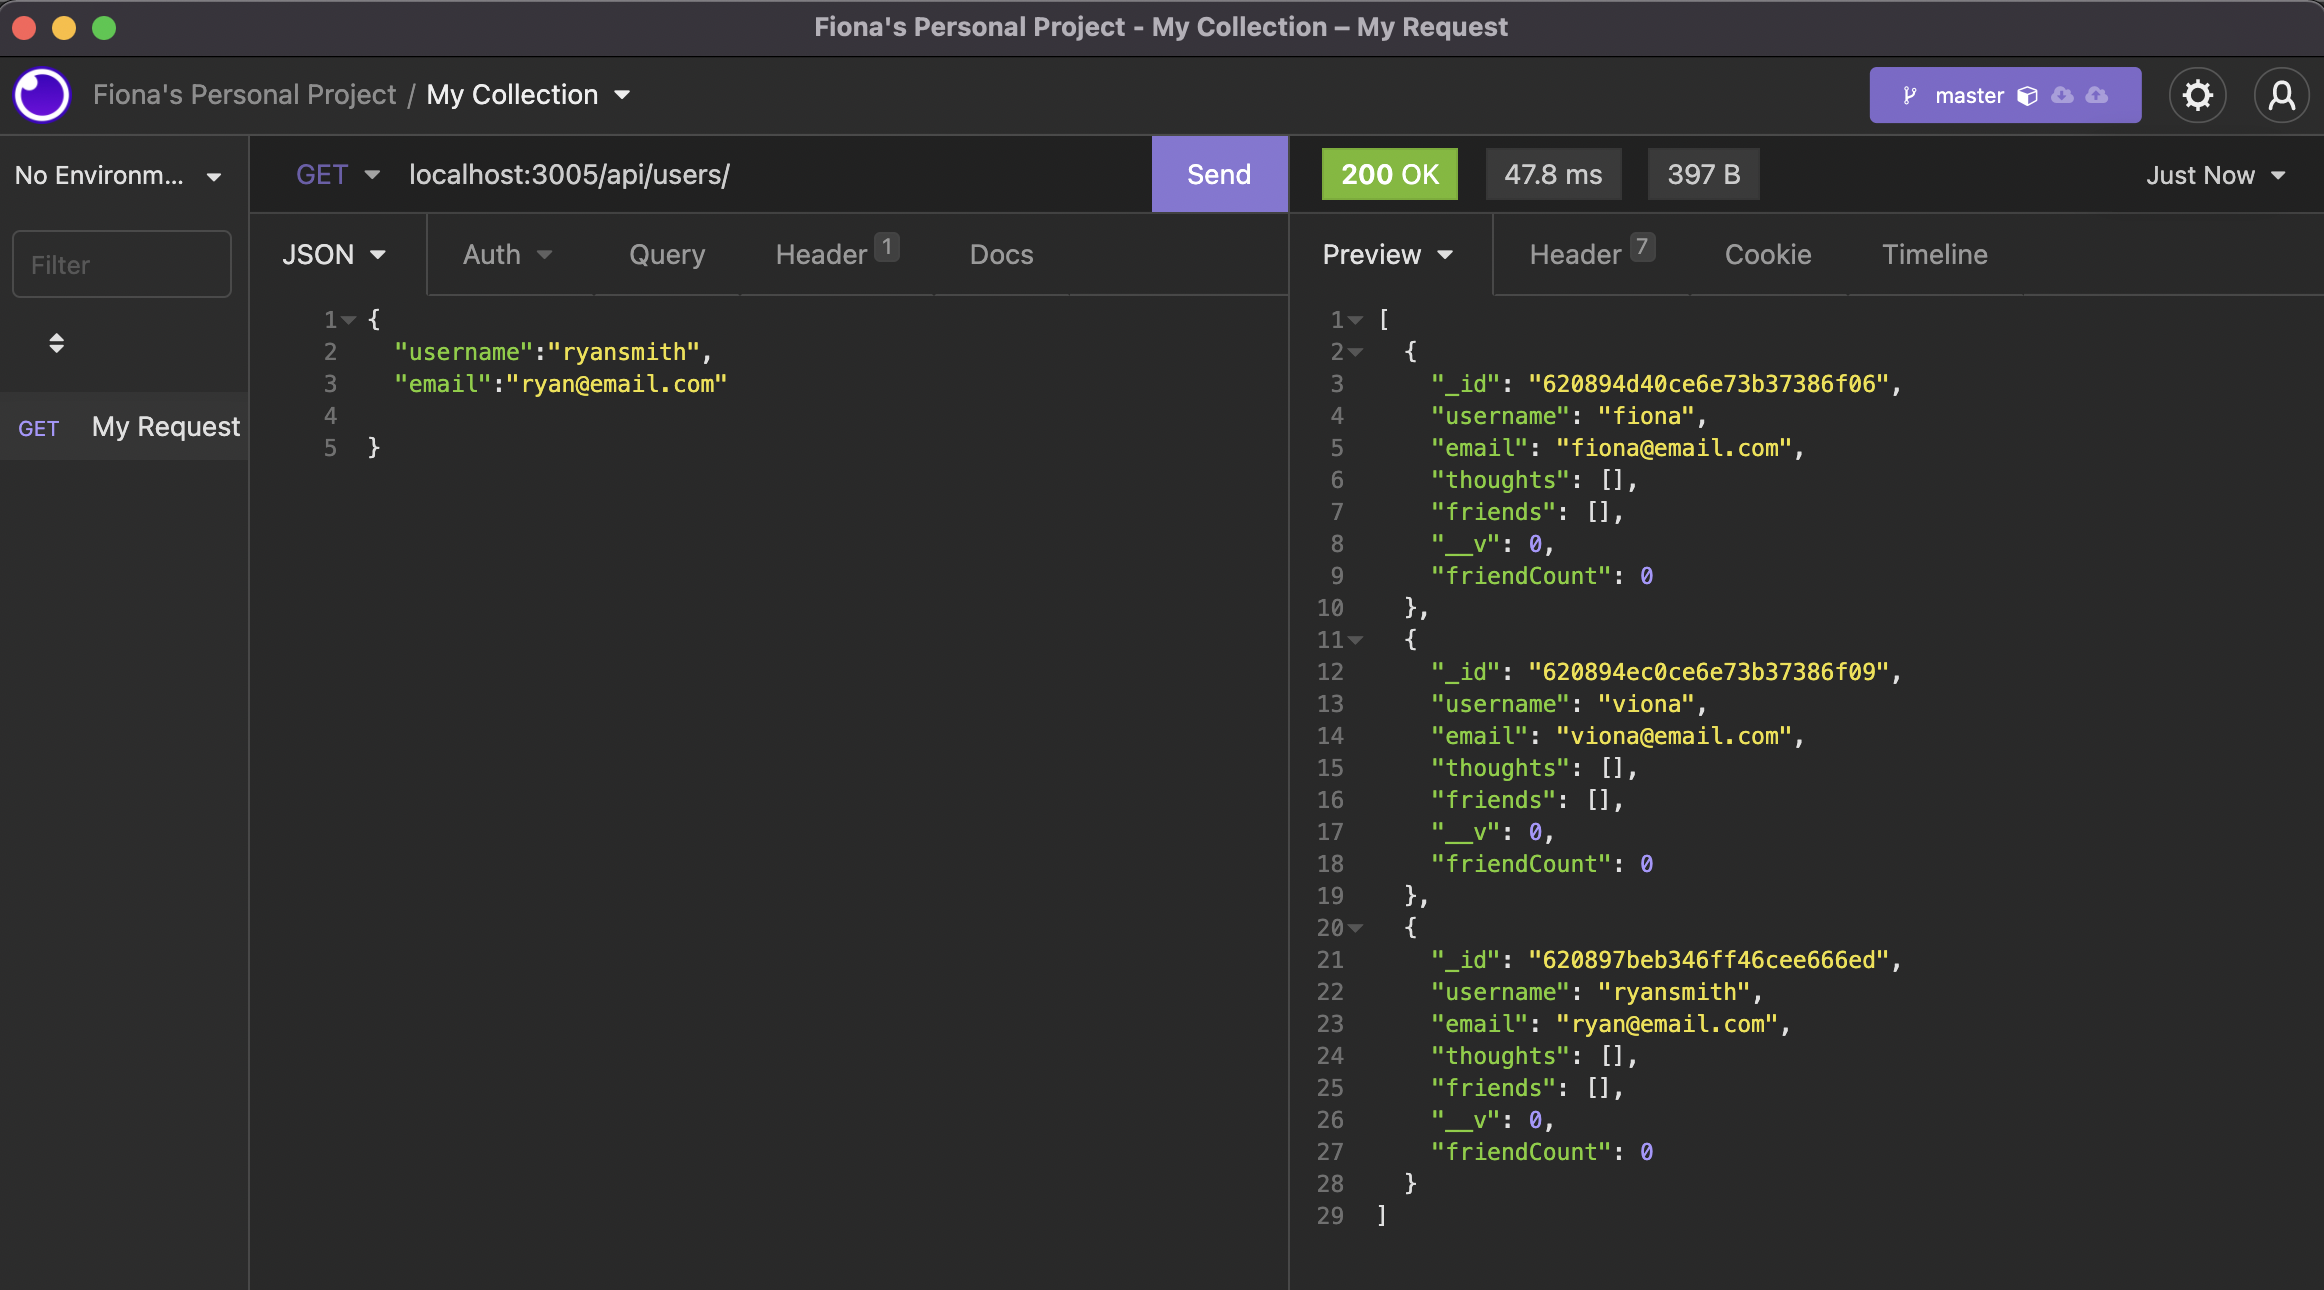 Fiona's Personal Project - My Collection – My Request
Fiona's Personal Project / My Collection
master
No Environm...
GET localhost:3005/api/users/
Send
200 OK 47.8 ms 397 B
Just Now
Filter
GET My Request
JSON Auth Query Header 1 Docs
1 {
2 "username":"ryansmith",
3 "email":"ryan@email.com"
4
5 }
Preview Header 7 Cookie Timeline
1 [
2 {
3 "_id": "620894d40ce6e73b37386f06",
4 "username": "fiona",
5 "email": "fiona@email.com",
6 "thoughts": [],
7 "friends": [],
8 "__v": 0,
9 "friendCount": 0
10 },
11 {
12 "_id": "620894ec0ce6e73b37386f09",
13 "username": "viona",
14 "email": "viona@email.com",
15 "thoughts": [],
16 "friends": [],
17 "__v": 0,
18 "friendCount": 0
19 },
20 {
21 "_id": "620897beb346ff46cee666ed",
22 "username": "ryansmith",
23 "email": "ryan@email.com",
24 "thoughts": [],
25 "friends": [],
26 "__v": 0,
27 "friendCount": 0
28 }
29 ]